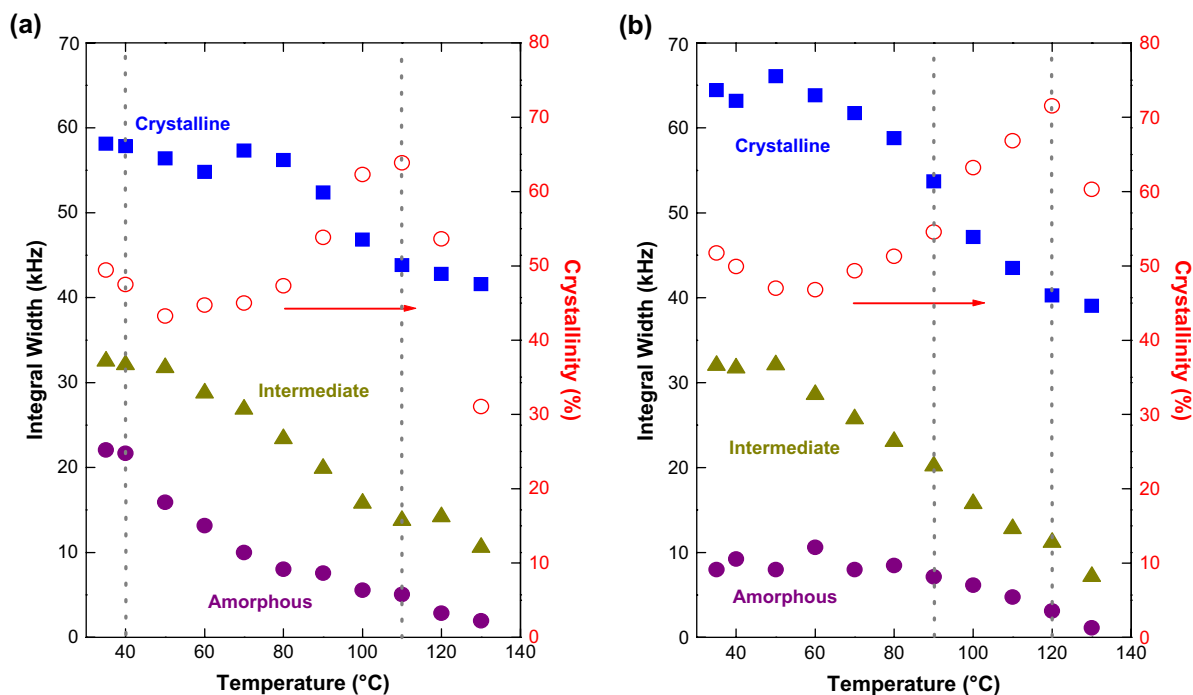 (a)
70
60
50
40
30
20
10
0
Integral Width (kHz)
Crystalline
Intermediate
Amorphous
80
70
60
50
40
30
20
10
0
Crystallinity (%)
40 60 80 100 120 140
Temperature (°C)
(b)
70
60
50
40
30
20
10
0
Integral Width (kHz)
Crystalline
Intermediate
Amorphous
80
70
60
50
40
30
20
10
0
Crystallinity (%)
40 60 80 100 120 140
Temperature (°C)